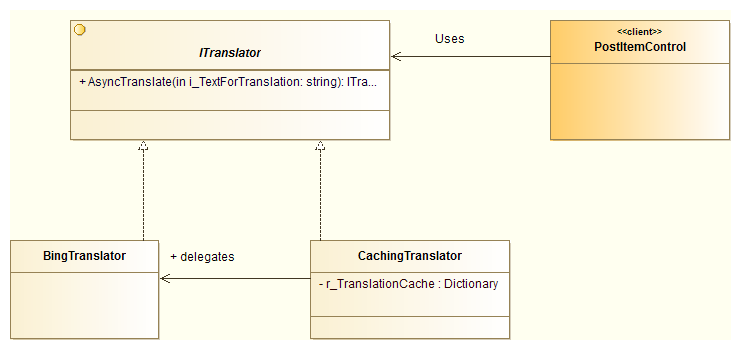 ITranslator
+ AsyncTranslate(in i_TextForTranslation: string): ITra...
Uses
<<client>>
PostItemControl
BingTranslator
+ delegates
CachingTranslator
- r_TranslationCache : Dictionary